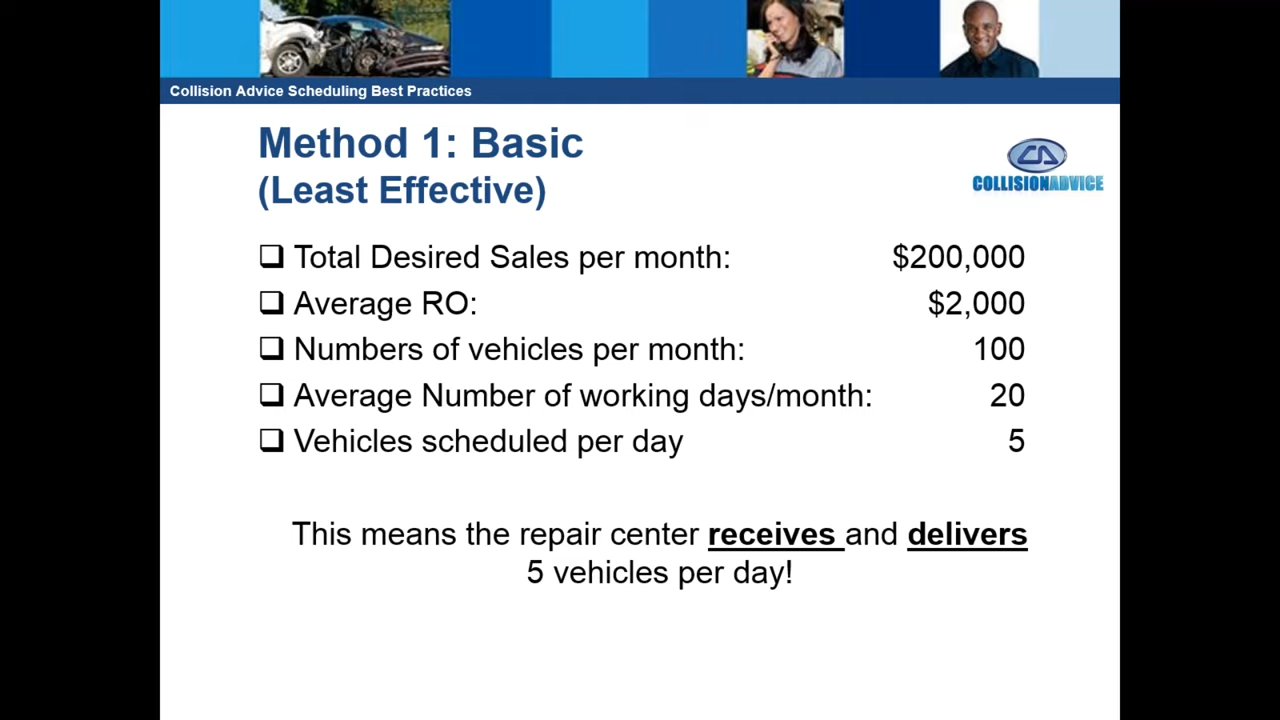 Collision Advice Scheduling Best Practices
Method 1: Basic
(Least Effective)
COLLISIONADVICE
❑ Total Desired Sales per month: $200,000
❑ Average RO: $2,000
❑ Numbers of vehicles per month: 100
❑ Average Number of working days/month: 20
❑ Vehicles scheduled per day 5
This means the repair center receives and delivers
5 vehicles per day!